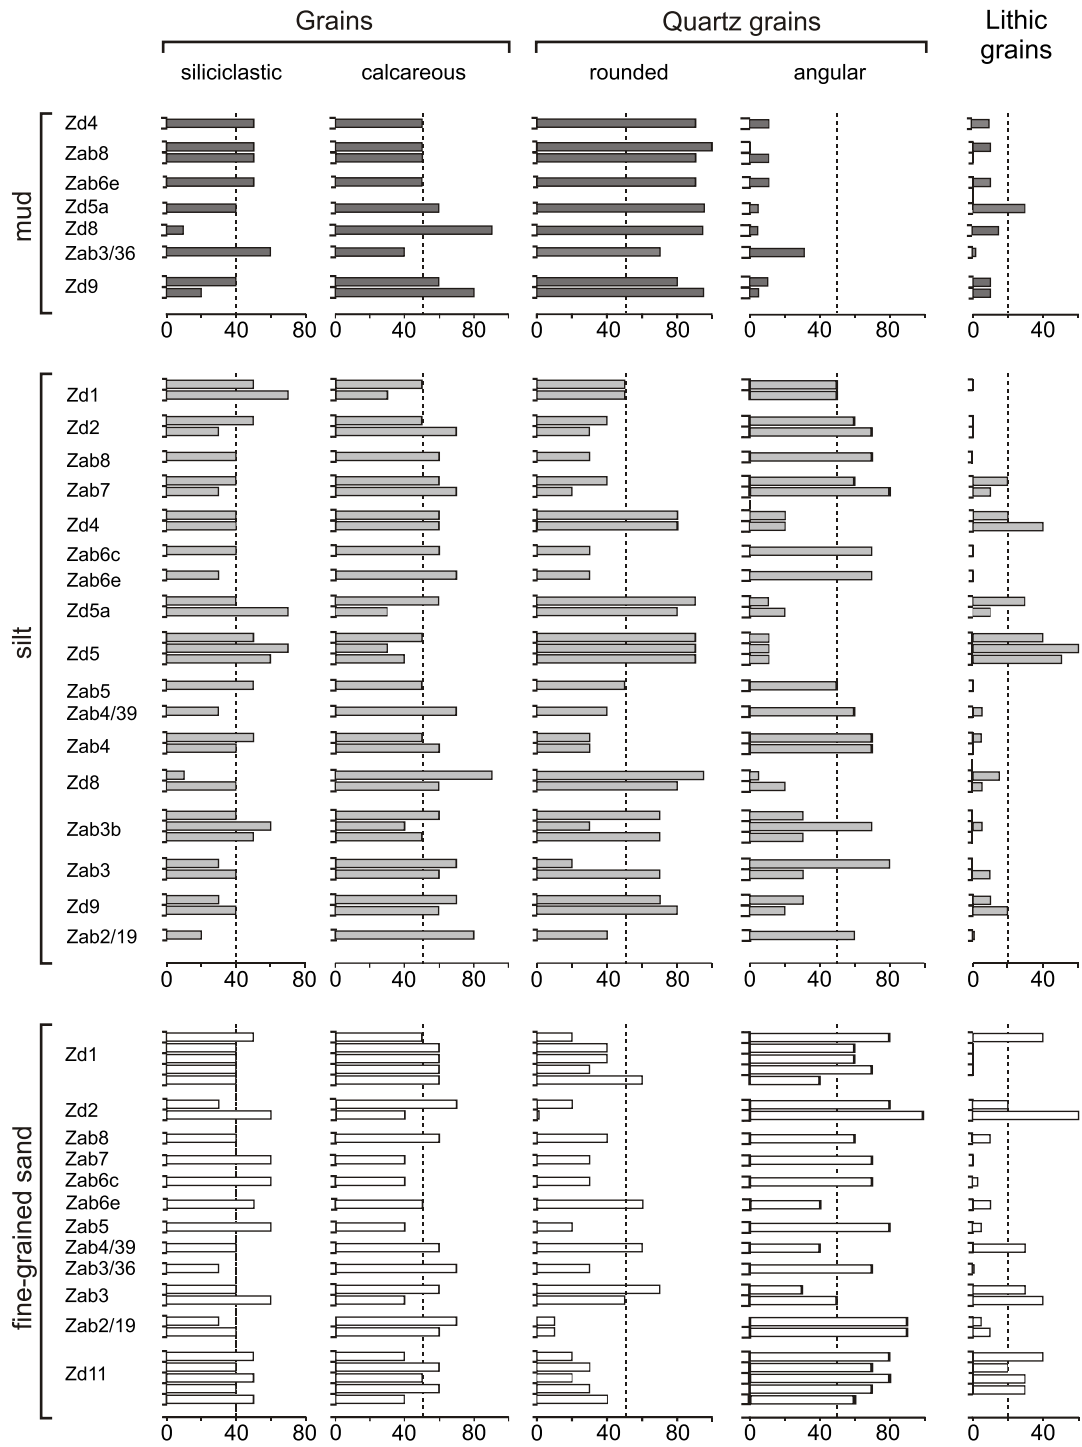 Grains
Quartz grains
Lithic
grains
siliciclastic
calcareous
rounded
angular
mud
Zd4
Zab8
Zab6e
Zd5a
Zd8
Zab3/36
Zd9
0 40 80 0 40 80 0 40 80 0 40 80 0 40
silt
Zd1
Zd2
Zab8
Zab7
Zd4
Zab6c
Zab6e
Zd5a
Zd5
Zab5
Zab4/39
Zab4
Zd8
Zab3b
Zab3
Zd9
Zab2/19
0 40 80 0 40 80 0 40 80 0 40 80 0 40
fine-grained sand
Zd1
Zd2
Zab8
Zab7
Zab6c
Zab6e
Zab5
Zab4/39
Zab3/36
Zab3
Zab2/19
Zd11
0 40 80 0 40 80 0 40 80 0 40 80 0 40